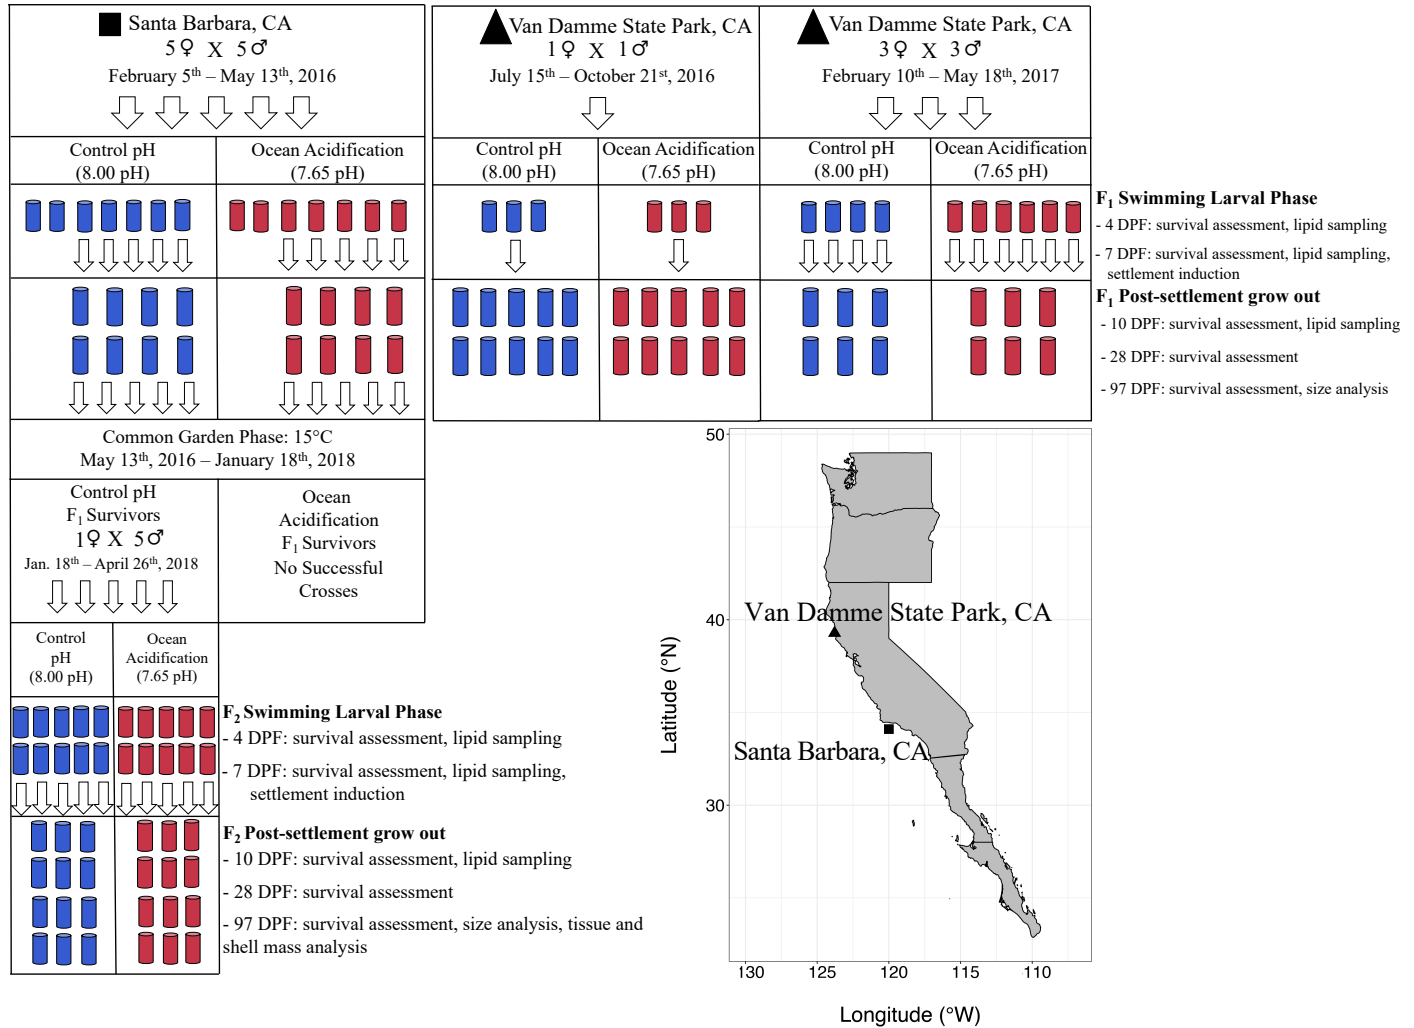 Santa Barbara, CA
5♀ X 5♂
February 5th – May 13th, 2016
Control pH
(8.00 pH)
Ocean Acidification
(7.65 pH)
Van Damme State Park, CA
1♀ X 1♂
July 15th – October 21st, 2016
Control pH
(8.00 pH)
Ocean Acidification
(7.65 pH)
Van Damme State Park, CA
3♀ X 3♂
February 10th – May 18th, 2017
Control pH
(8.00 pH)
Ocean Acidification
(7.65 pH)
F1 Swimming Larval Phase
- 4 DPF: survival assessment, lipid sampling
- 7 DPF: survival assessment, lipid sampling,
settlement induction
F1 Post-settlement grow out
- 10 DPF: survival assessment, lipid sampling
- 28 DPF: survival assessment
- 97 DPF: survival assessment, size analysis
Common Garden Phase: 15°C
May 13th, 2016 – January 18th, 2018
Control pH
F1 Survivors
1♀ X 5♂
Jan. 18th – April 26th, 2018
Ocean
Acidification
F1 Survivors
No Successful
Crosses
Control
pH
(8.00 pH)
Ocean
Acidification
(7.65 pH)
F2 Swimming Larval Phase
- 4 DPF: survival assessment, lipid sampling
- 7 DPF: survival assessment, lipid sampling,
settlement induction
F2 Post-settlement grow out
- 10 DPF: survival assessment, lipid sampling
- 28 DPF: survival assessment
- 97 DPF: survival assessment, size analysis, tissue and
shell mass analysis
50
40
30
Latitude (°N)
Van Damme State Park, CA
Santa Barbara, CA
130 125 120 115 110
Longitude (°W)